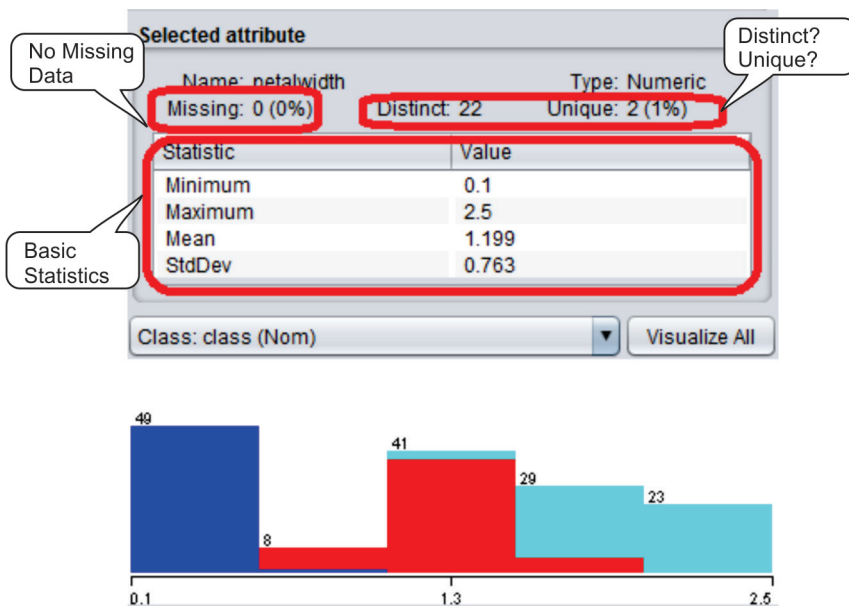 Selected attribute
No Missing
Data
Distinct?
Unique?
Name: petalwidth
Type: Numeric
Missing: 0 (0%)
Distinct: 22
Unique: 2 (1%)
Statistic
Value
Minimum
0.1
Maximum
2.5
Mean
1.199
StdDev
0.763
Basic
Statistics
Class: class (Nom)
Visualize All
49
8
41
29
23
0.1
1.3
2.5